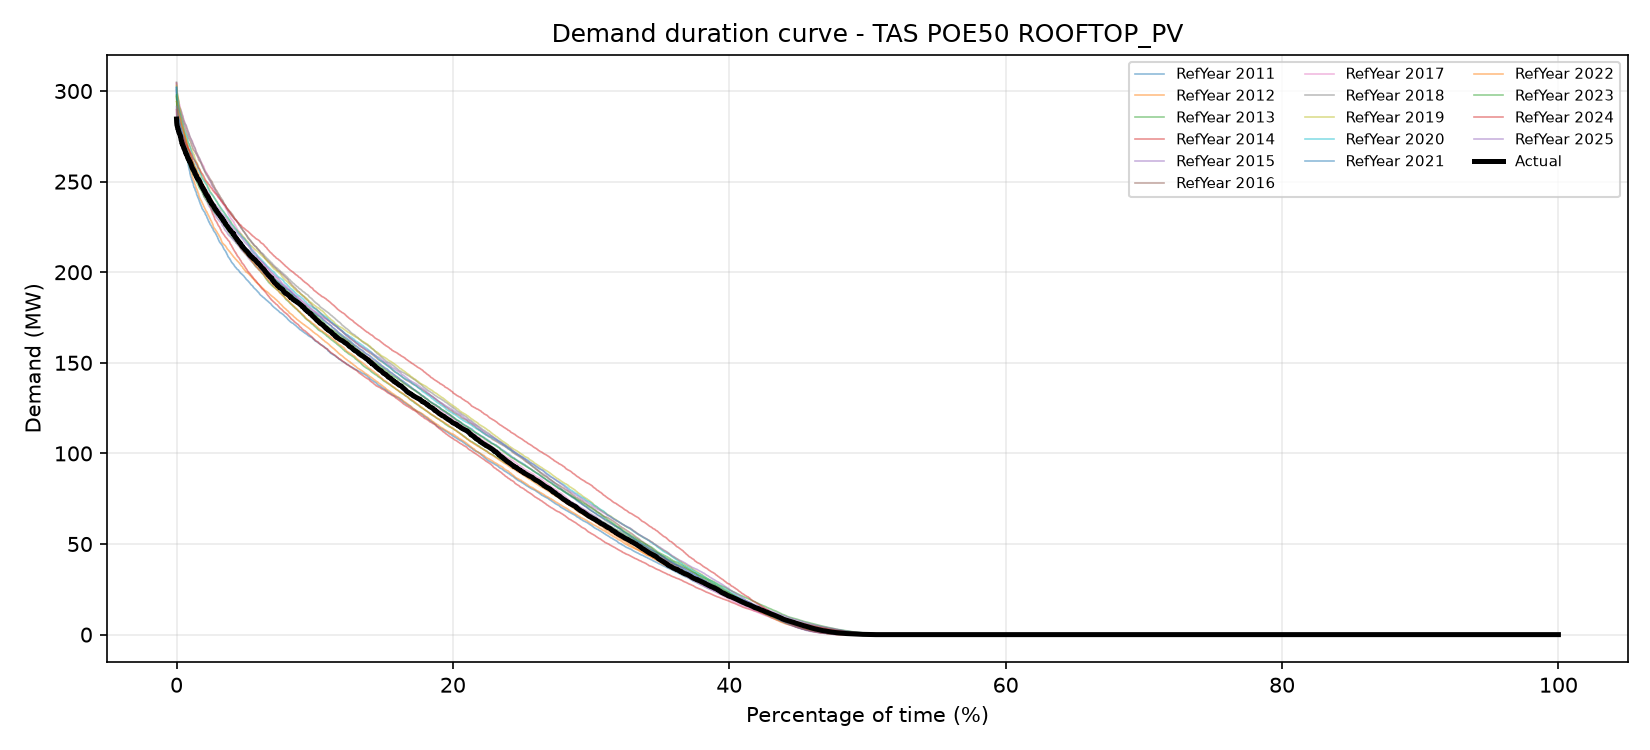 Demand duration curve - TAS POE50 ROOFTOP_PV
Demand (MW)
300
250
200
150
100
50
0
0 20 40 60 80 100
Percentage of time (%)
RefYear 2011
RefYear 2012
RefYear 2013
RefYear 2014
RefYear 2015
RefYear 2016
RefYear 2017
RefYear 2018
RefYear 2019
RefYear 2020
RefYear 2021
RefYear 2022
RefYear 2023
RefYear 2024
RefYear 2025
Actual